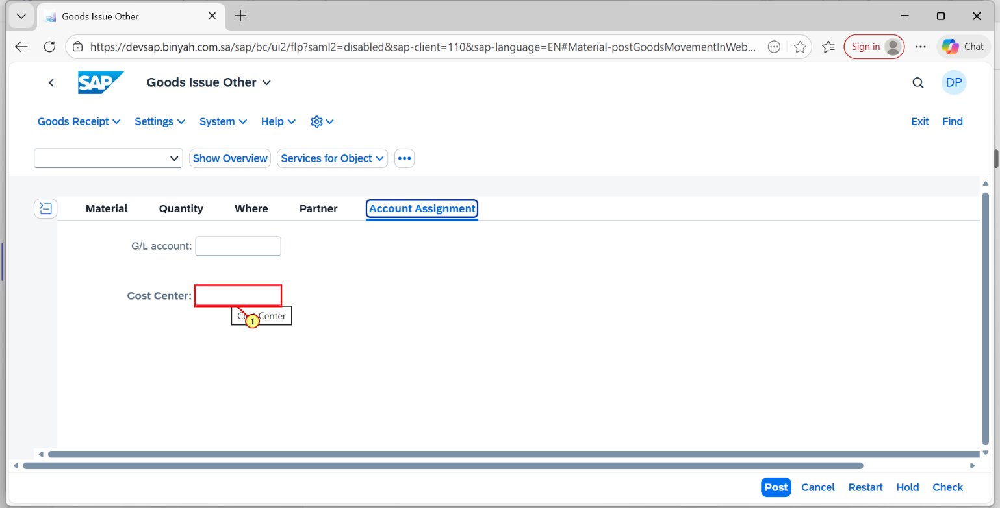 Goods Issue Other
https://devsap.binyah.com.sa/sap/bc/ui2/flp?saml2=disabled&sap-client=110&sap-language=EN#Material-postGoodsMovementInWeb...
Sign in
Chat
SAP
Goods Issue Other
DP
Goods Receipt Settings System Help
Exit Find
Show Overview Services for Object
Material Quantity Where Partner Account Assignment
G/L account:
Cost Center:
Cost Center
1
Post Cancel Restart Hold Check